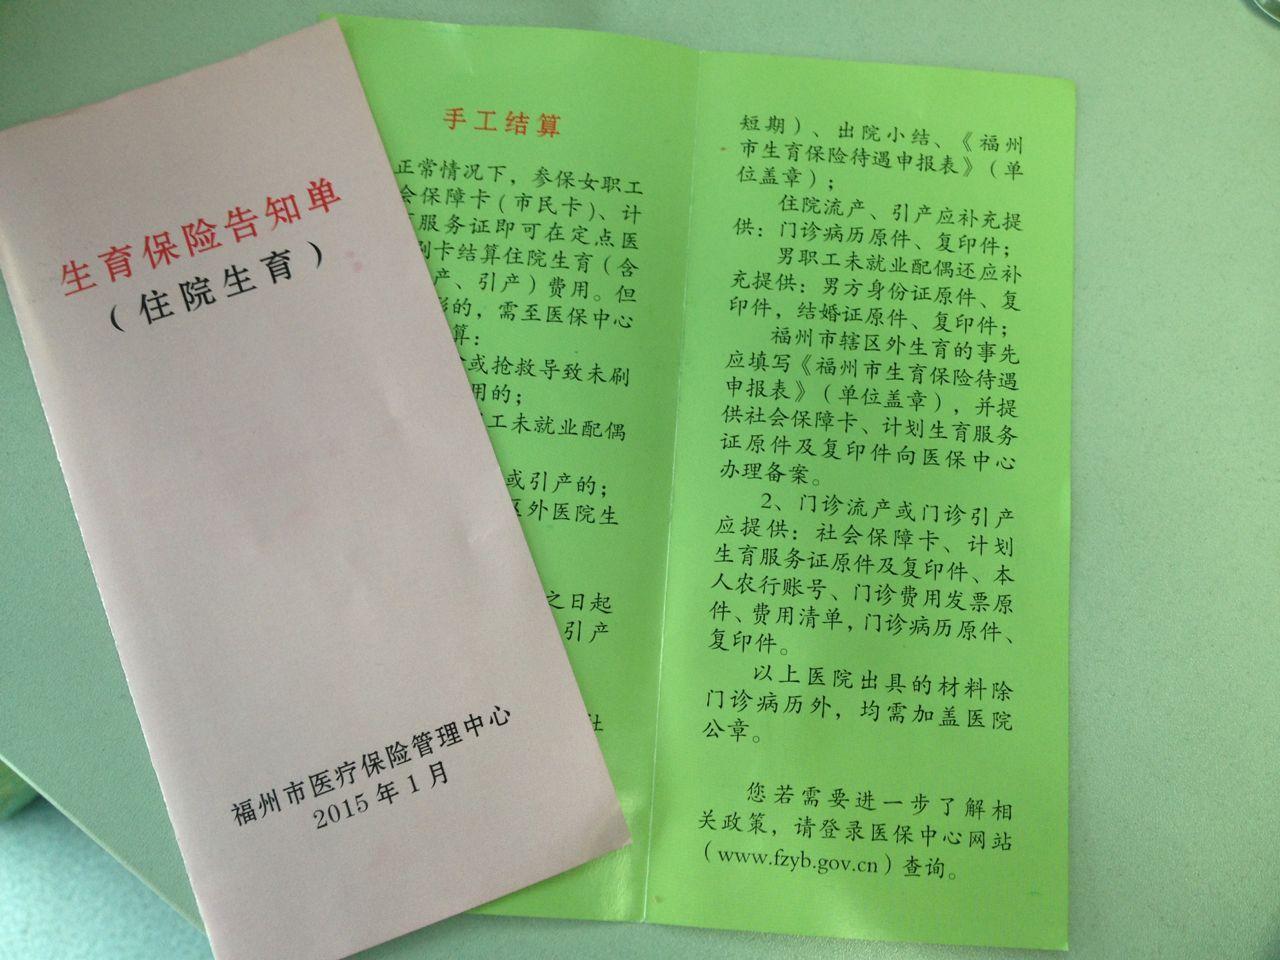 生育保险告知单
（住院生育）
福州市医疗保险管理中心
2015年1月
手工结算
正常情况下，参保女职工
会保障卡（市民卡）、计
服务证即可在定点医
刷卡结算住院生育（含
产、引产）费用。但
形的，需至医保中心
算：
或抢救导致未刷
用的；
工未就业配偶
或引产的；
区外医院生
之日起
引产
社
短期）、出院小结、《福州
市生育保险待遇申报表》（单
位盖章）；
住院流产、引产应补充提
供：门诊病历原件、复印件；
男职工未就业配偶还应补
充提供：男方身份证原件、复
印件，结婚证原件、复印件；
福州市辖区外生育的事先
应填写《福州市生育保险待遇
申报表》（单位盖章），并提
供社会保障卡、计划生育服务
证原件及复印件向医保中心
办理备案。
2、门诊流产或门诊引产
应提供：社会保障卡、计划
生育服务证原件及复印件、本
人农行账号、门诊费用发票原
件、费用清单，门诊病历原件、
复印件。
以上医院出具的材料除
门诊病历外，均需加盖医院
公章。
您若需要进一步了解相
关政策，请登录医保中心网站
（www.fzyb.gov.cn）查询。